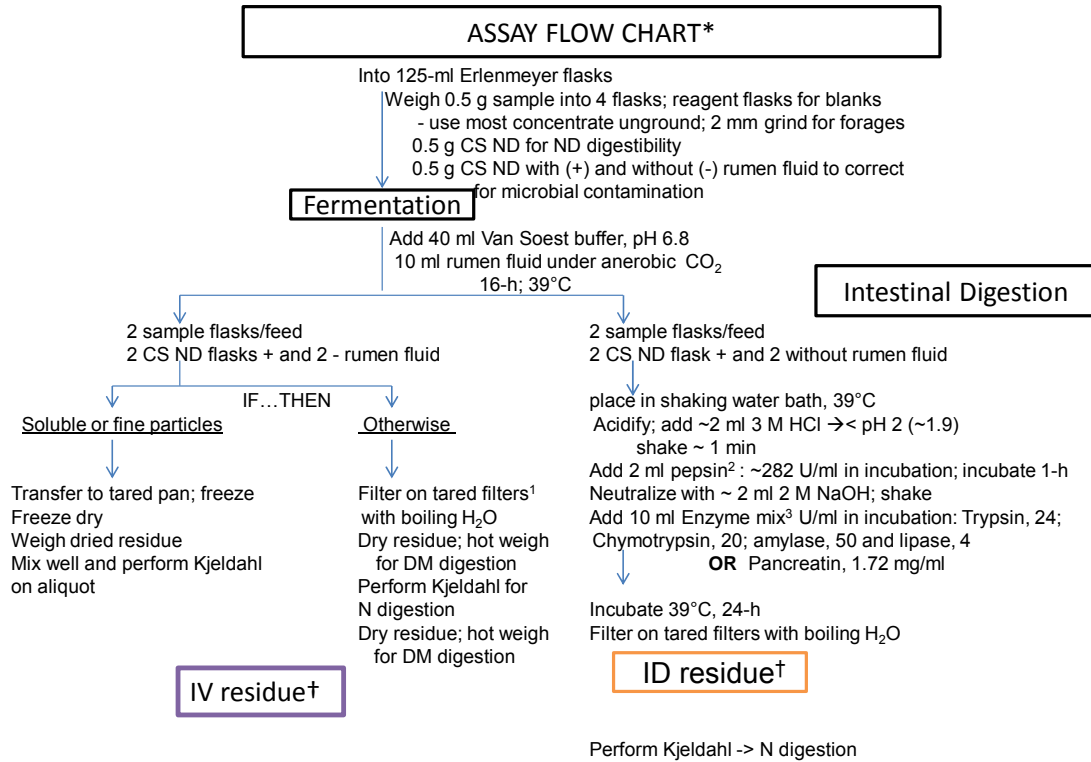 ASSAY FLOW CHART*
Into 125-ml Erlenmeyer flasks
Weigh 0.5 g sample into 4 flasks; reagent flasks for blanks
- use most concentrate unground; 2 mm grind for forages
0.5 g CS ND for ND digestibility
0.5 g CS ND with (+) and without (-) rumen fluid to correct
for microbial contamination
Fermentation
Add 40 ml Van Soest buffer, pH 6.8
10 ml rumen fluid under anerobic CO₂
16-h; 39°C
2 sample flasks/feed
2 CS ND flasks + and 2 - rumen fluid
IF…THEN
Soluble or fine particles
Transfer to tared pan; freeze
Freeze dry
Weigh dried residue
Mix well and perform Kjeldahl
on aliquot
Otherwise
Filter on tared filters¹
with boiling H₂O
Dry residue; hot weigh
for DM digestion
Perform Kjeldahl for
N digestion
Dry residue; hot weigh
for DM digestion
IV residue†
Intestinal Digestion
2 sample flasks/feed
2 CS ND flask + and 2 without rumen fluid
place in shaking water bath, 39°C
Acidify; add ~2 ml 3 M HCl →< pH 2 (~1.9)
shake ~ 1 min
Add 2 ml pepsin² : ~282 U/ml in incubation; incubate 1-h
Neutralize with ~ 2 ml 2 M NaOH; shake
Add 10 ml Enzyme mix³ U/ml in incubation: Trypsin, 24;
Chymotrypsin, 20; amylase, 50 and lipase, 4
OR Pancreatin, 1.72 mg/ml
Incubate 39°C, 24-h
Filter on tared filters with boiling H₂O
ID residue†
Perform Kjeldahl -> N digestion